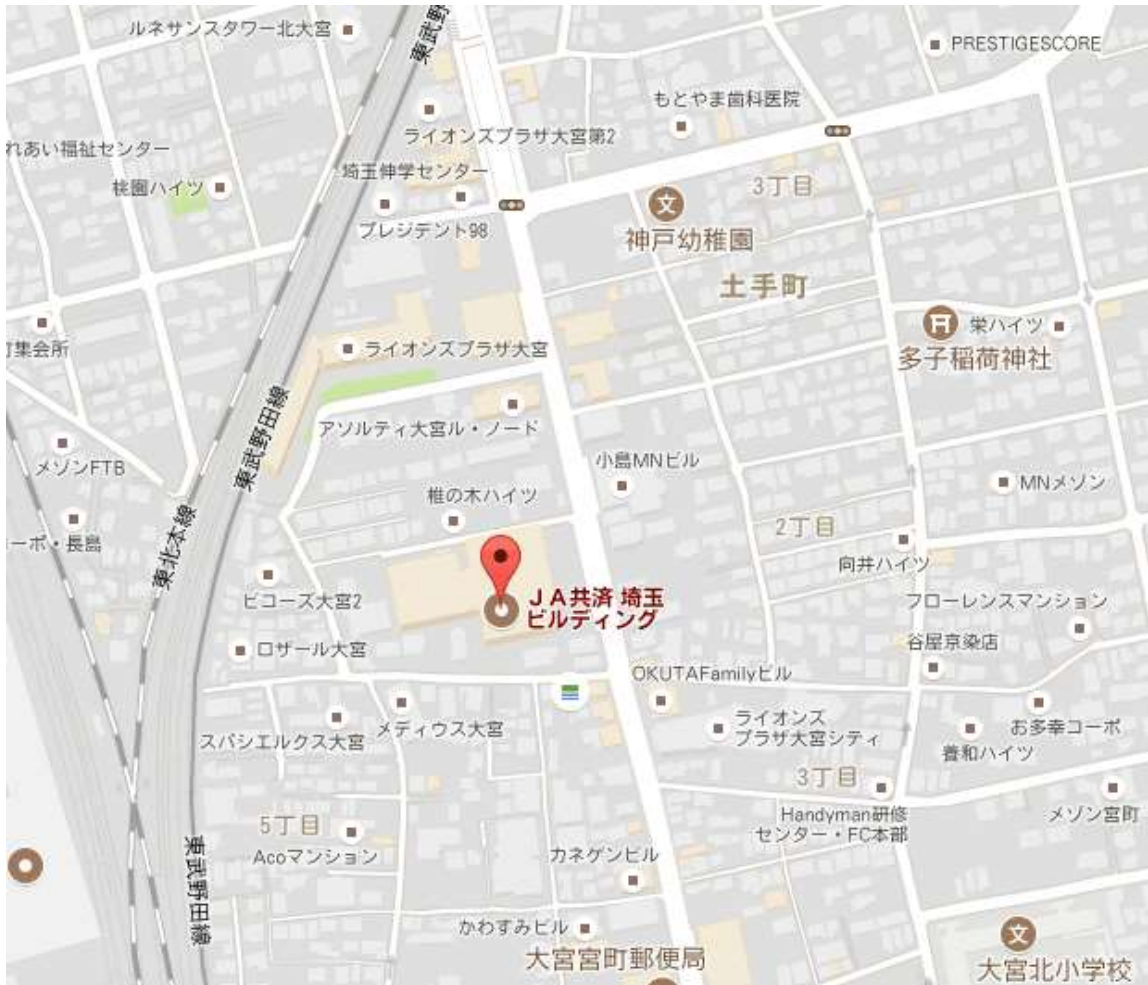 ルネサンスタワー北大宮
東武野田線
PRESTIGESCORE
もとやま歯科医院
ライオンズプラザ大宮第2
れあい福祉センター
埼玉伸学センター
桃園ハイツ
3丁目
プレジデント98
神戸幼稚園
土手町
栄ハイツ
町集会所
ライオンズプラザ大宮
多子稲荷神社
東武野田線
アソルティ大宮ル・ノード
小島MNビル
メゾンFTB
MNメゾン
椎の木ハイツ
2丁目
ーポ・長島
東北本線
向井ハイツ
ビコーズ大宮2
JA共済 埼玉
ビルディング
フローレンスマンション
ロザール大宮
谷屋京染店
OKUTAFamilyビル
スパシエルクス大宮
メディウス大宮
ライオンズ
プラザ大宮シティ
お多幸コーポ
養和ハイツ
3丁目
Handyman研修
センター・FC本部
メゾン宮町
5丁目
Acoマンション
カネゲンビル
東武野田線
かわすみビル
大宮宮町郵便局
大宮北小学校
文
文